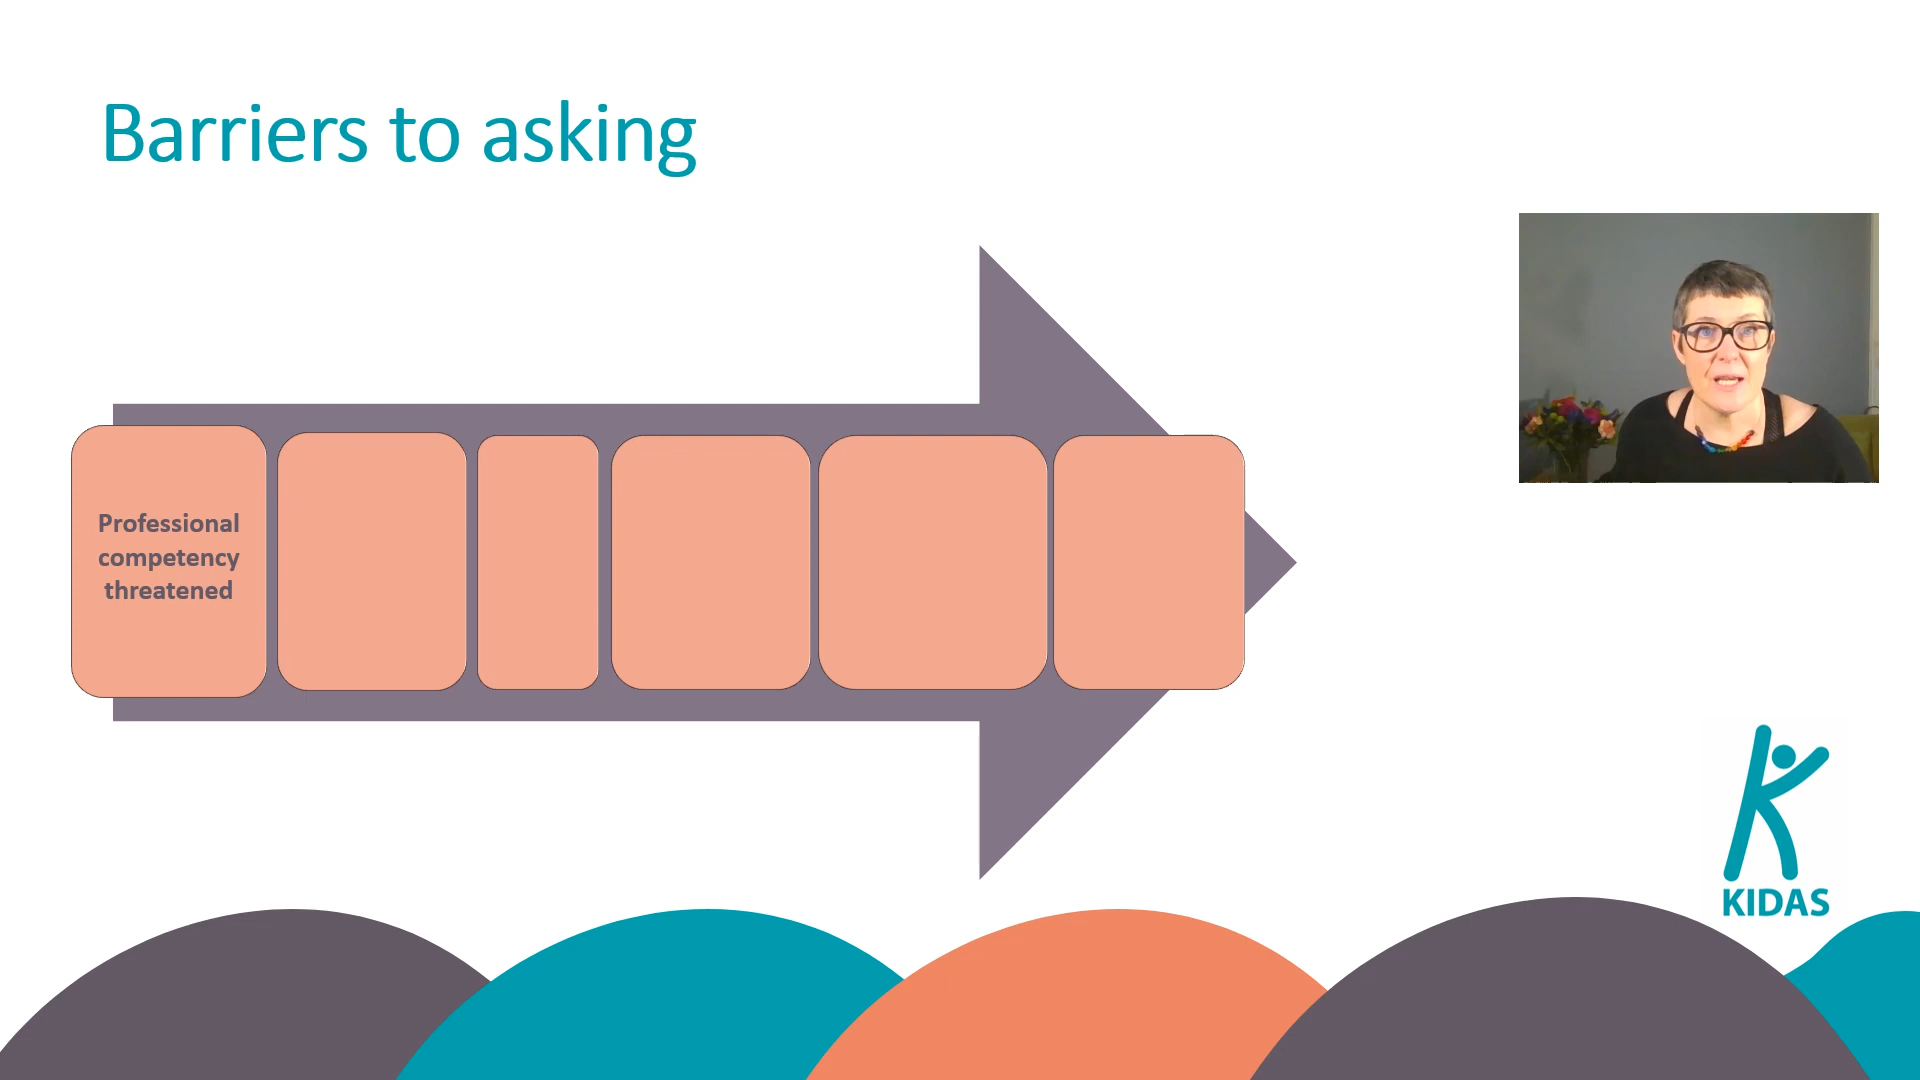 Barriers to asking
Professional
competency
threatened
KIDAS